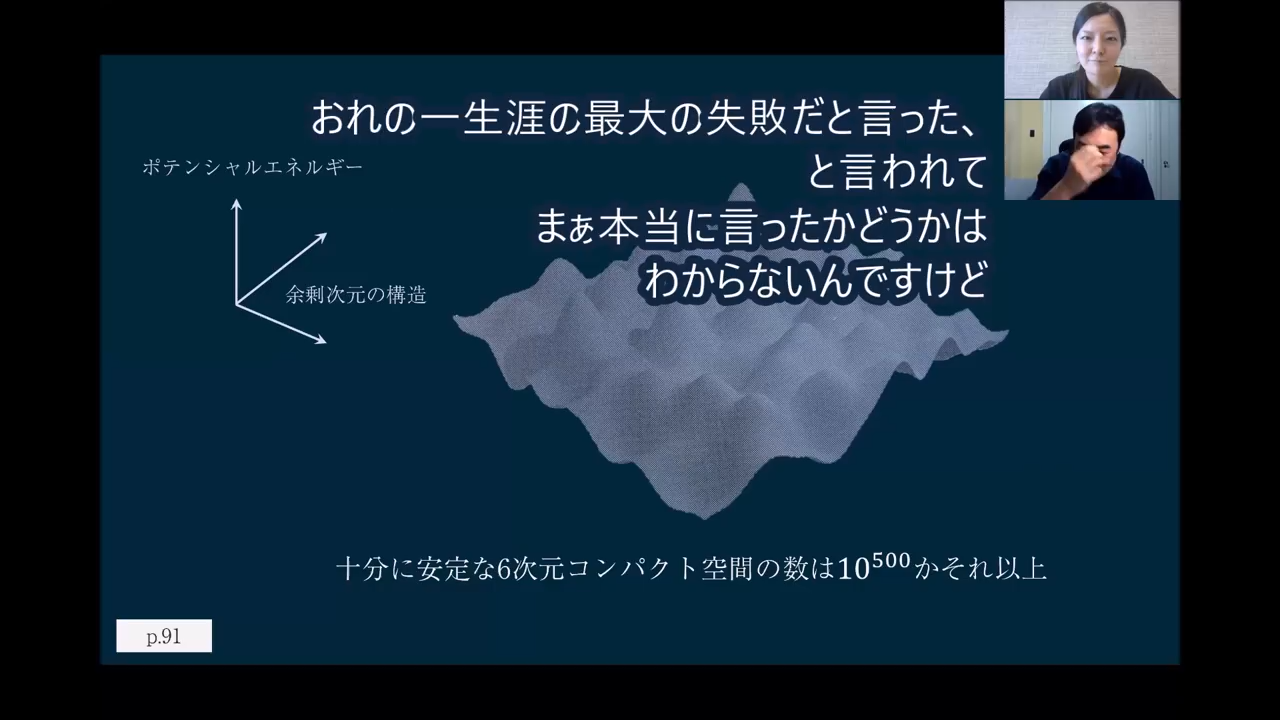 おれの一生涯の最大の失敗だと言った、
と言われて
まぁ本当に言ったかどうかは
わからないんですけど
ポテンシャルエネルギー
余剰次元の構造
十分に安定な6次元コンパクト空間の数は10⁵⁰⁰かそれ以上
p.91